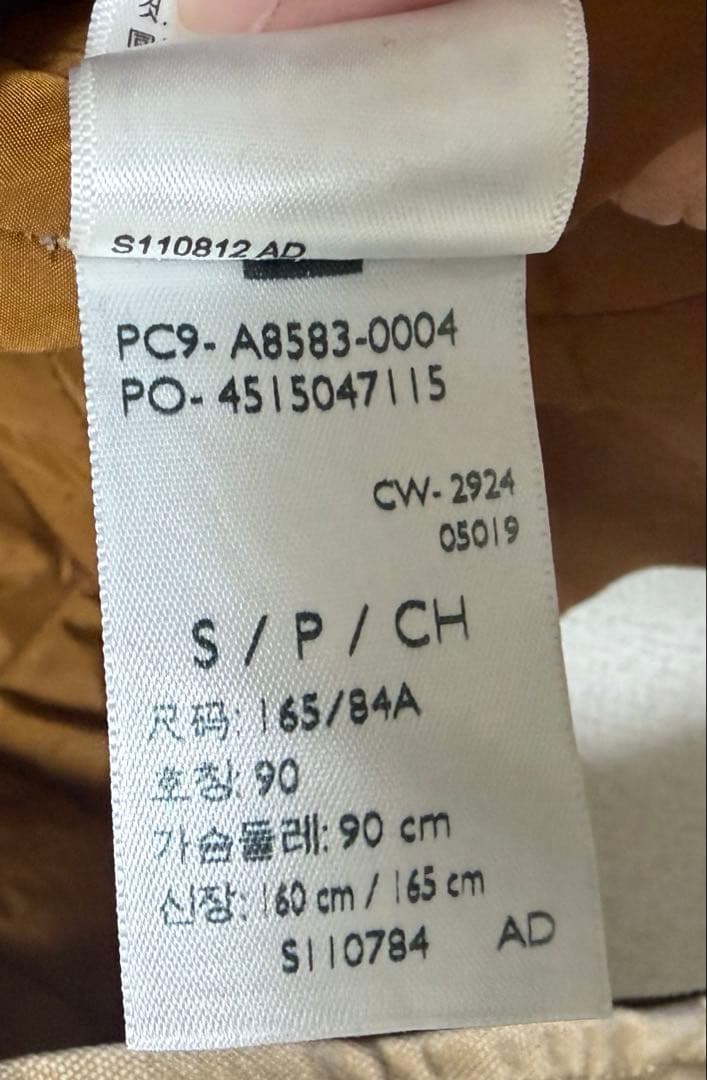 S110812 AD
PC9- A8583-0004
PO- 4515047115
CW- 2924
05019
S / P / CH
尺码: 165/84A
호칭: 90
가슴둘레: 90 cm
신장: 160 cm / 165 cm
S110784 AD